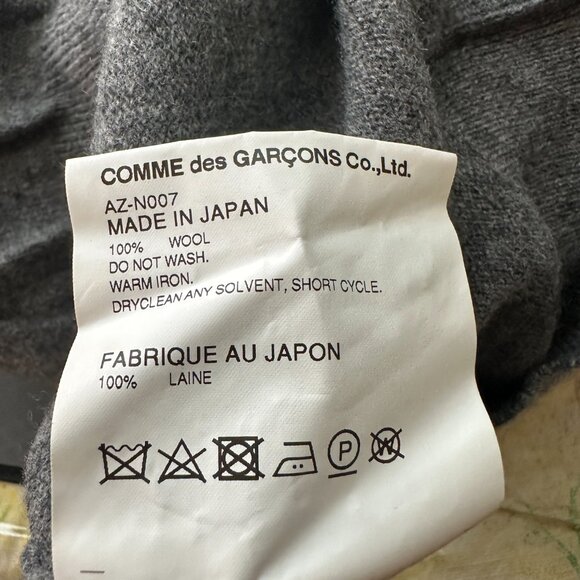 COMME des GARÇONS Co.,Ltd.
AZ-N007
MADE IN JAPAN
100% WOOL
DO NOT WASH.
WARM IRON.
DRYCLEAN ANY SOLVENT, SHORT CYCLE.
FABRIQUE AU JAPON
100% LAINE
P
W